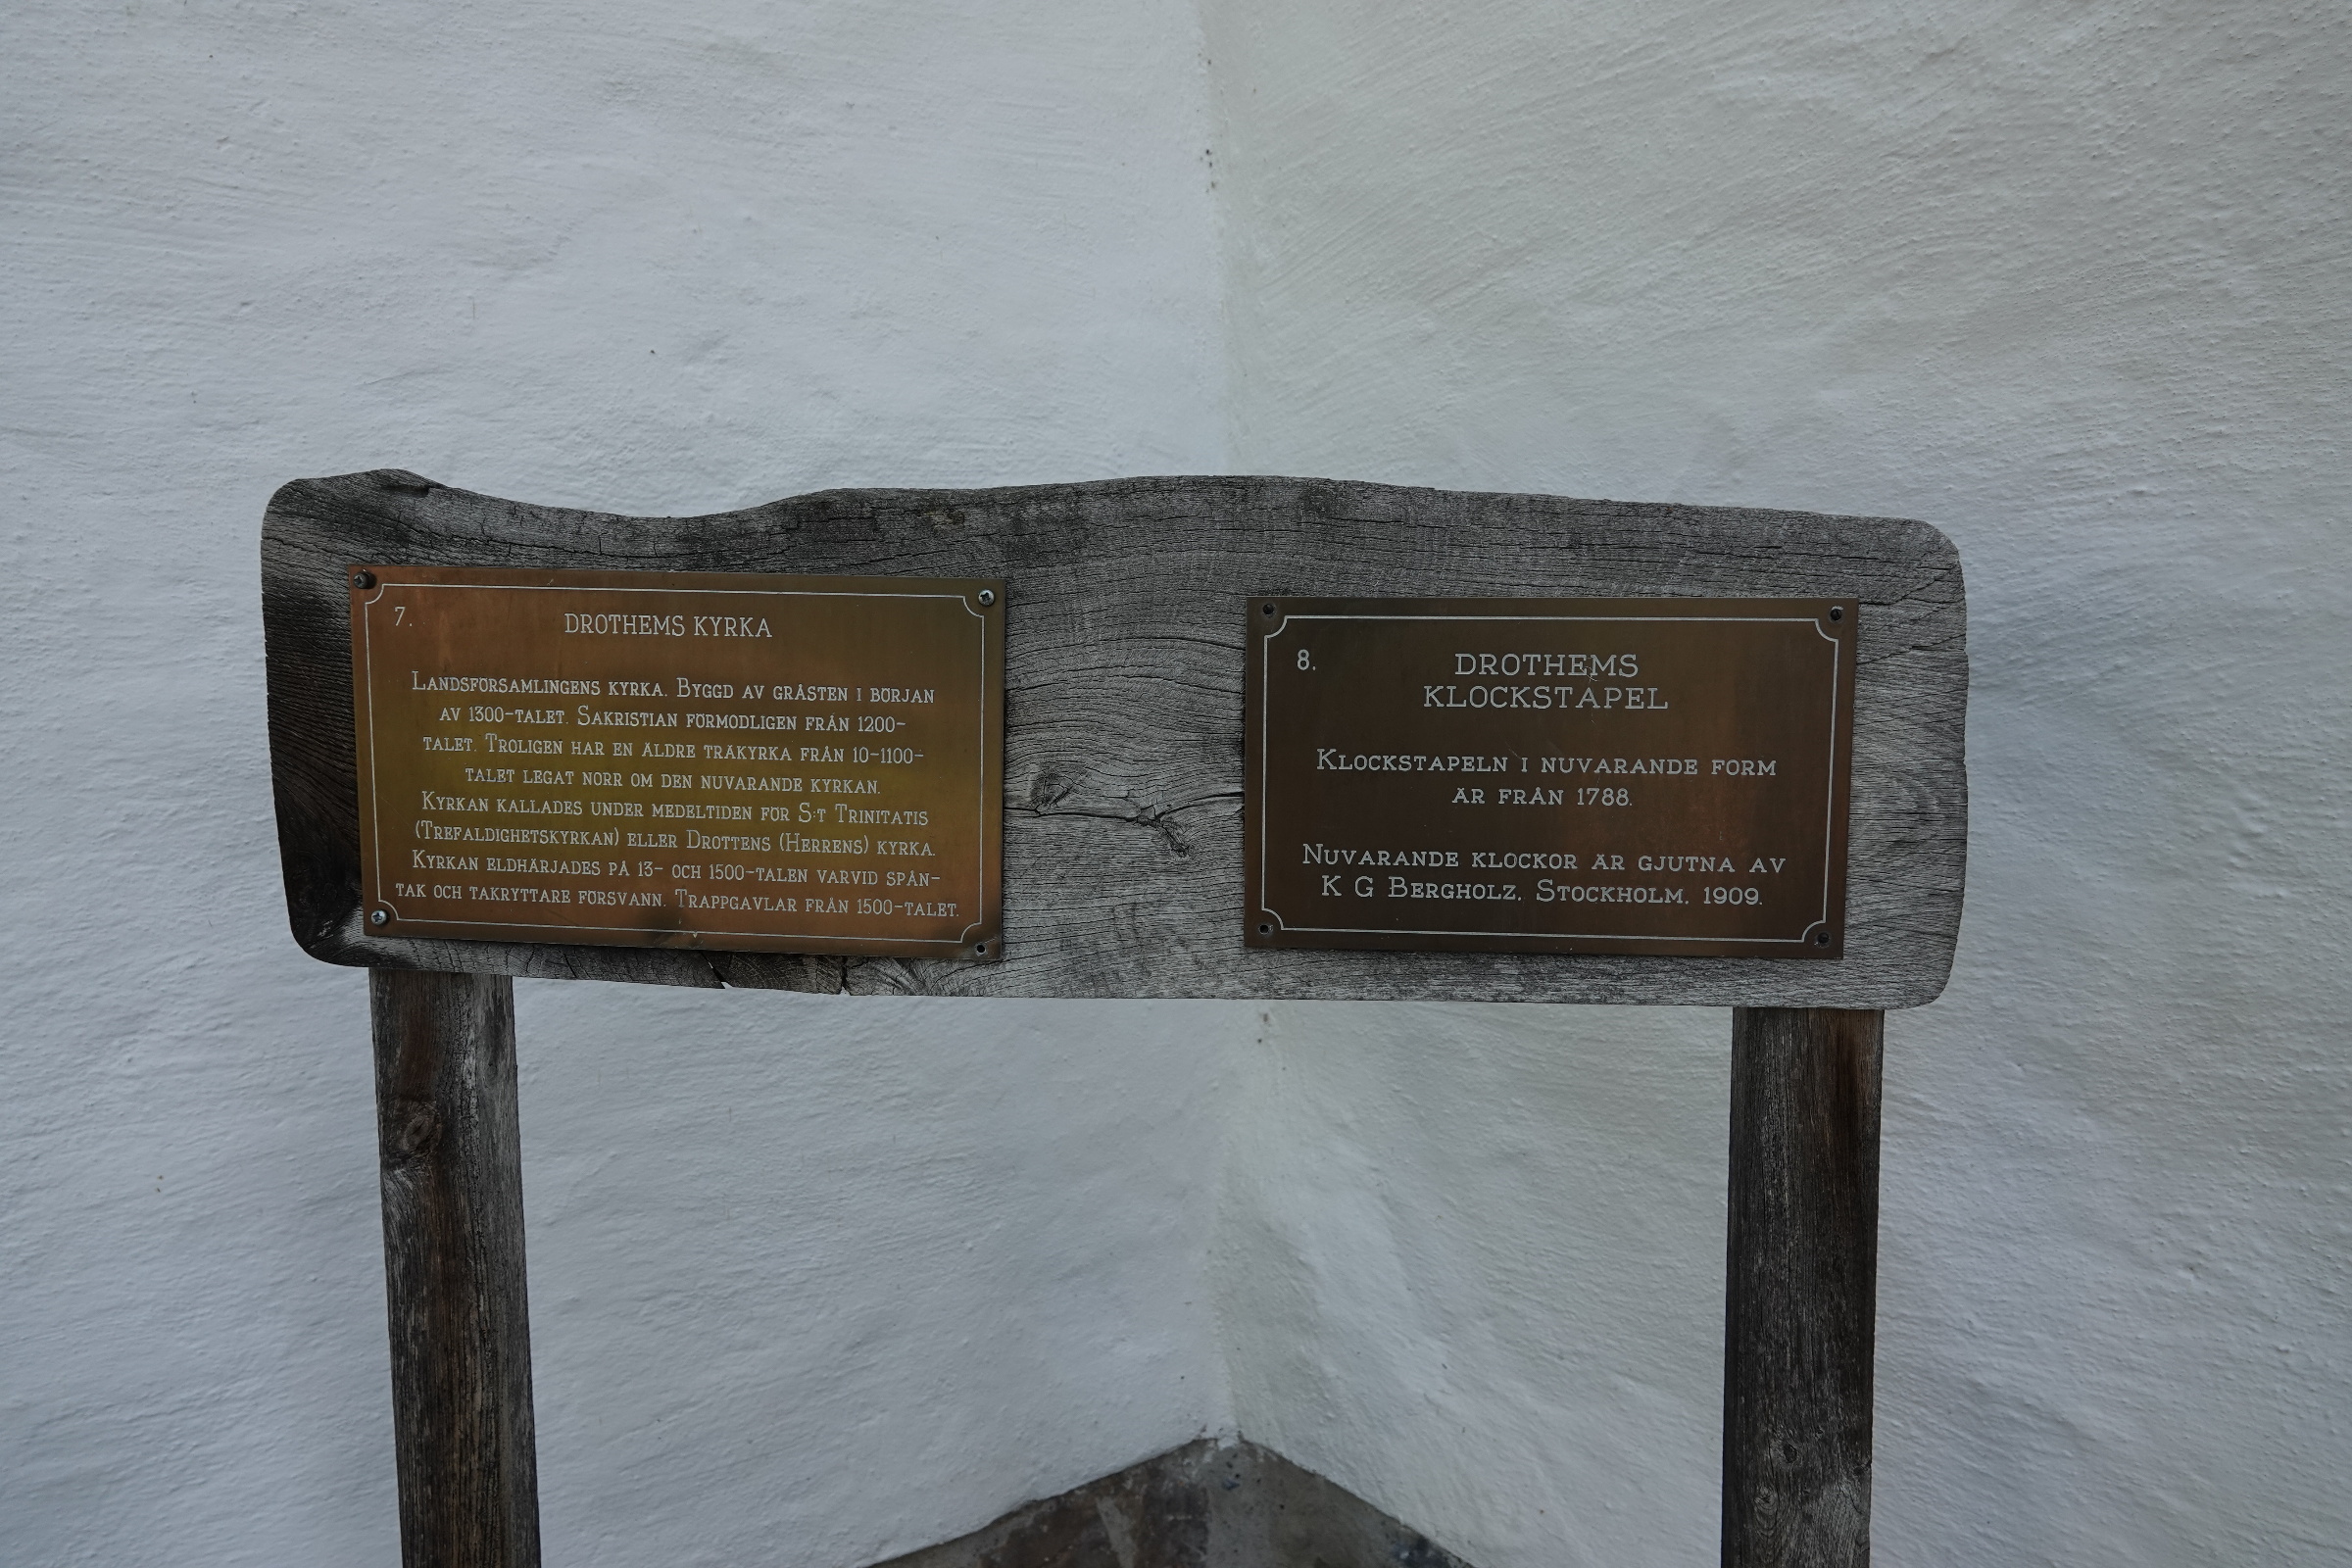 7.
DROTHEMS KYRKA
LANDSFÖRSAMLINGENS KYRKA. BYGGD AV GRÅSTEN I BÖRJAN
AV 1300-TALET. SAKRISTIAN FÖRMODLIGEN FRÅN 1200-
TALET. TROLIGEN HAR EN ÄLDRE TRÄKYRKA FRÅN 10-1100-
TALET LEGAT NORR OM DEN NUVARANDE KYRKAN.
KYRKAN KALLADES UNDER MEDELTIDEN FÖR S:T TRINITATIS
(TREFALDIGHETSKYRKAN) ELLER DROTTENS (HERRENS) KYRKA.
KYRKAN ELDHÄRJADES PÅ 13- OCH 1500-TALEN VARVID SPÅN-
TAK OCH TAKRYTTARE FÖRSVANN. TRAPPGAVLAR FRÅN 1500-TALET.
8.
DROTHEMS
KLOCKSTAPEL
KLOCKSTAPELN I NUVARANDE FORM
ÄR FRÅN 1788.
NUVARANDE KLOCKOR ÄR GJUTNA AV
K G BERGHOLZ, STOCKHOLM, 1909.